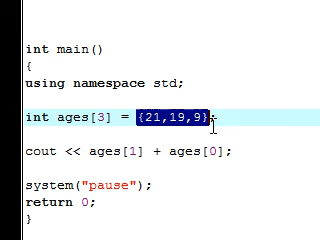 int main()
{
using namespace std;
int ages[3] = {21,19,9};
cout << ages[1] + ages[0];
system("pause");
return 0;
}